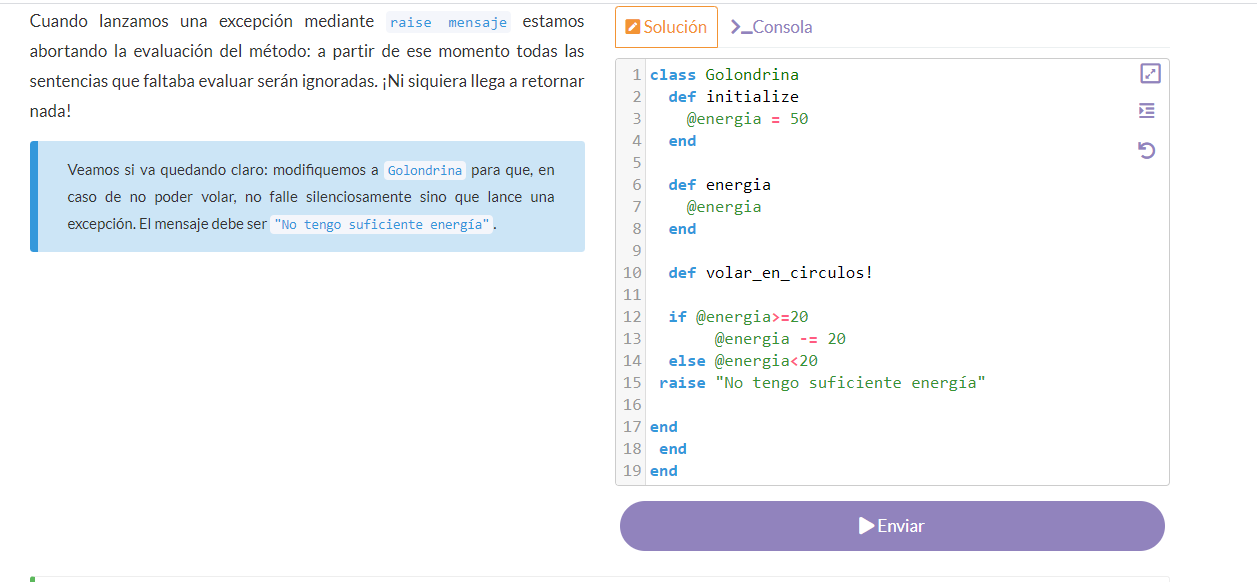 Cuando lanzamos una excepción mediante raise mensaje estamos
abortando la evaluación del método: a partir de ese momento todas las
sentencias que faltaba evaluar serán ignoradas. ¡Ni siquiera llega a retornar
nada!
Veamos si va quedando claro: modifiquemos a Golondrina para que, en
caso de no poder volar, no falle silenciosamente sino que lance una
excepción. El mensaje debe ser "No tengo suficiente energía".
Solución
Consola
1 class Golondrina
2   def initialize
3     @energia = 50
4   end
5
6   def energia
7     @energia
8   end
9
10   def volar_en_circulos!
11
12   if @energia>=20
13        @energia -= 20
14   else @energia<20
15  raise "No tengo suficiente energía"
16
17 end
18  end
19 end
Enviar